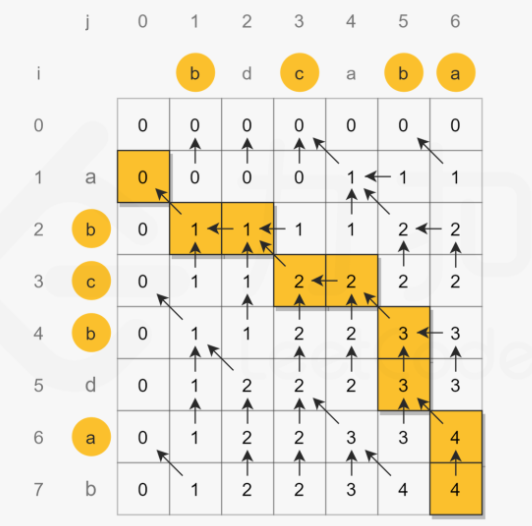 j 0 1 2 3 4 5 6
i b d c a b a
0 0 0 0 0 0 0 0
1 a 0 0 0 0 1 1 1
2 b 0 1 1 1 1 2 2
3 c 0 1 1 2 2 2 2
4 b 0 1 1 2 2 3 3
5 d 0 1 2 2 2 3 3
6 a 0 1 2 2 3 3 4
7 b 0 1 2 2 3 4 4